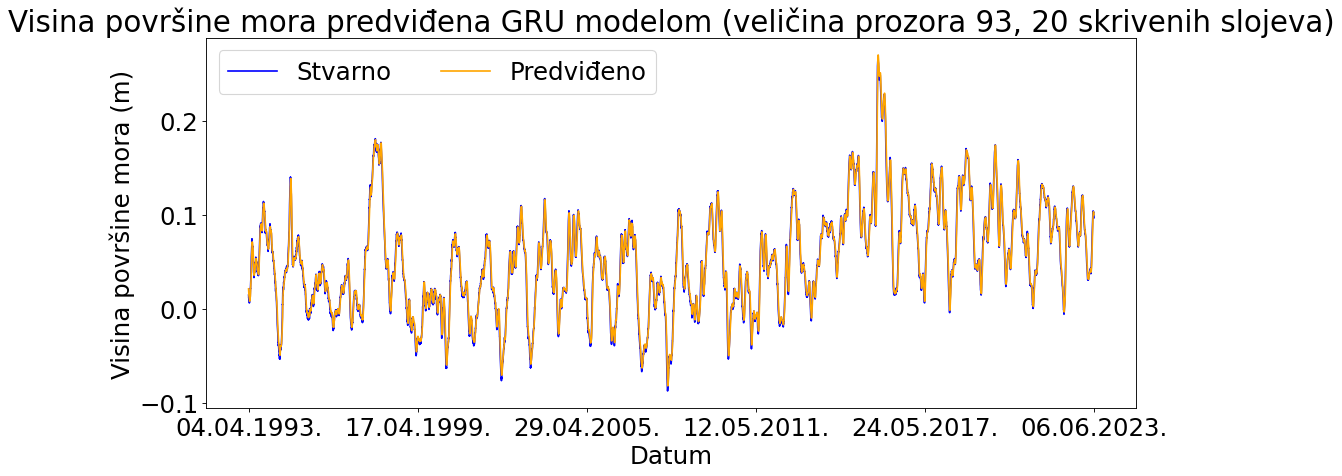 Visina površine mora predviđena GRU modelom (veličina prozora 93, 20 skrivenih slojeva)
Stvarno
Predviđeno
Visina površine mora (m)
0.2
0.1
0.0
−0.1
04.04.1993.
17.04.1999.
29.04.2005.
12.05.2011.
24.05.2017.
06.06.2023.
Datum